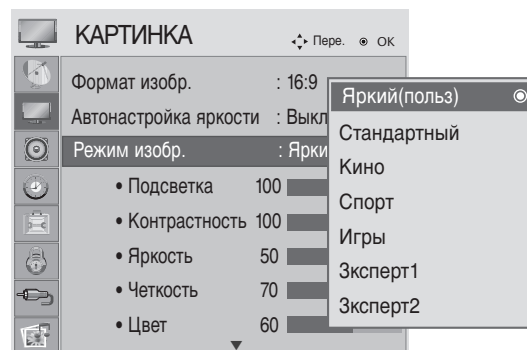 КАРТИНКА
Пере. OK
Формат изобр. : 16:9
Автонастройка яркости : Выкл
Режим изобр. : Ярки
• Подсветка 100
• Контрастность 100
• Яркость 50
• Четкость 70
• Цвет 60
Яркий(польз)
Стандартный
Кино
Спорт
Игры
Зксперт1
Зксперт2